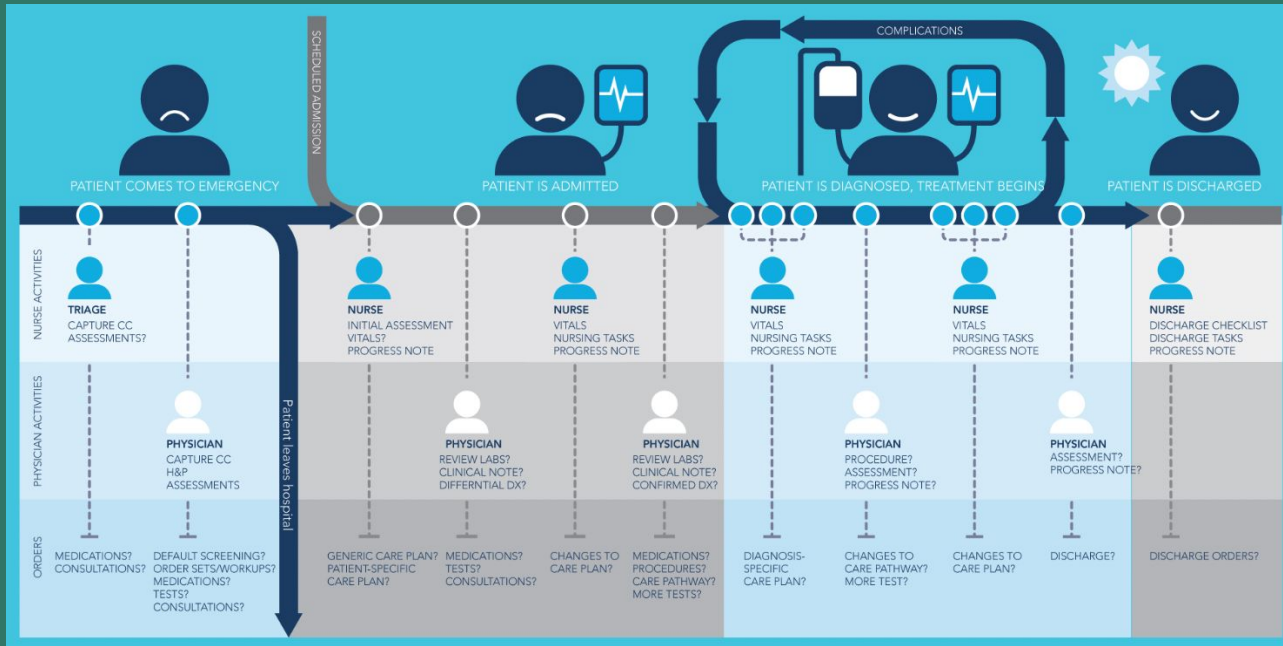 SCHEDULED ADMISSION
COMPLICATIONS
PATIENT COMES TO EMERGENCY
PATIENT IS ADMITTED
PATIENT IS DIAGNOSED, TREATMENT BEGINS
PATIENT IS DISCHARGED
NURSE ACTIVITIES
TRIAGE
CAPTURE CC
ASSESSMENTS?
NURSE
INITIAL ASSESSMENT
VITALS?
PROGRESS NOTE
NURSE
VITALS
NURSING TASKS
PROGRESS NOTE
NURSE
VITALS
NURSING TASKS
PROGRESS NOTE
NURSE
VITALS
NURSING TASKS
PROGRESS NOTE
NURSE
DISCHARGE CHECKLIST
DISCHARGE TASKS
PROGRESS NOTE
Patient leaves hospital
PHYSICIAN ACTIVITIES
PHYSICIAN
CAPTURE CC
H&P
ASSESSMENTS
PHYSICIAN
REVIEW LABS?
CLINICAL NOTE?
DIFFERNTIAL DX?
PHYSICIAN
REVIEW LABS?
CLINICAL NOTE?
CONFIRMED DX?
PHYSICIAN
PROCEDURE?
ASSESSMENT?
PROGRESS NOTE?
PHYSICIAN
ASSESSMENT?
PROGRESS NOTE?
ORDERS
MEDICATIONS?
CONSULTATIONS?
DEFAULT SCREENING?
ORDER SETS/WORKUPS?
MEDICATIONS?
TESTS?
CONSULTATIONS?
GENERIC CARE PLAN?
PATIENT-SPECIFIC
CARE PLAN?
MEDICATIONS?
TESTS?
CONSULTATIONS?
CHANGES TO
CARE PLAN?
MEDICATIONS?
PROCEDURES?
CARE PATHWAY?
MORE TESTS?
DIAGNOSIS-
SPECIFIC
CARE PLAN?
CHANGES TO
CARE PATHWAY?
MORE TEST?
CHANGES TO
CARE PLAN?
DISCHARGE?
DISCHARGE ORDERS?